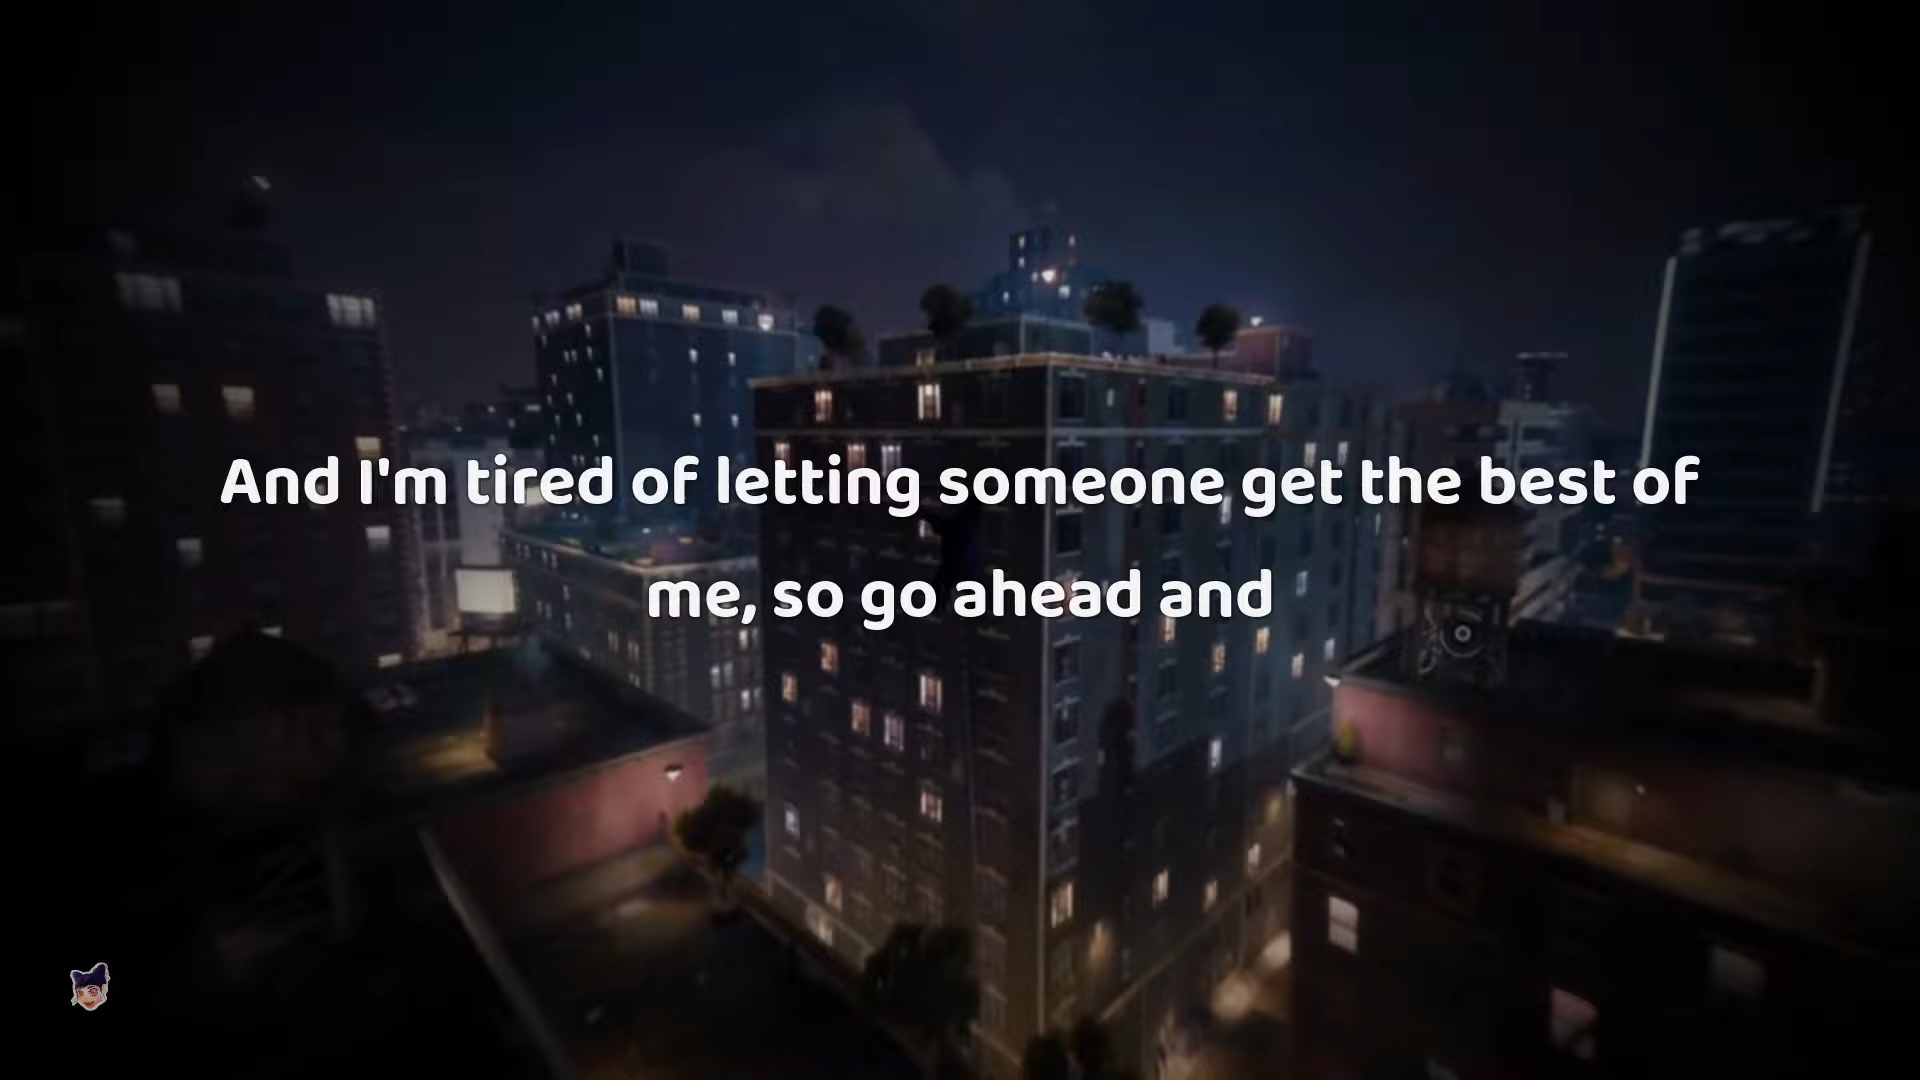 And I'm tired of letting someone get the best of
me, so go ahead and